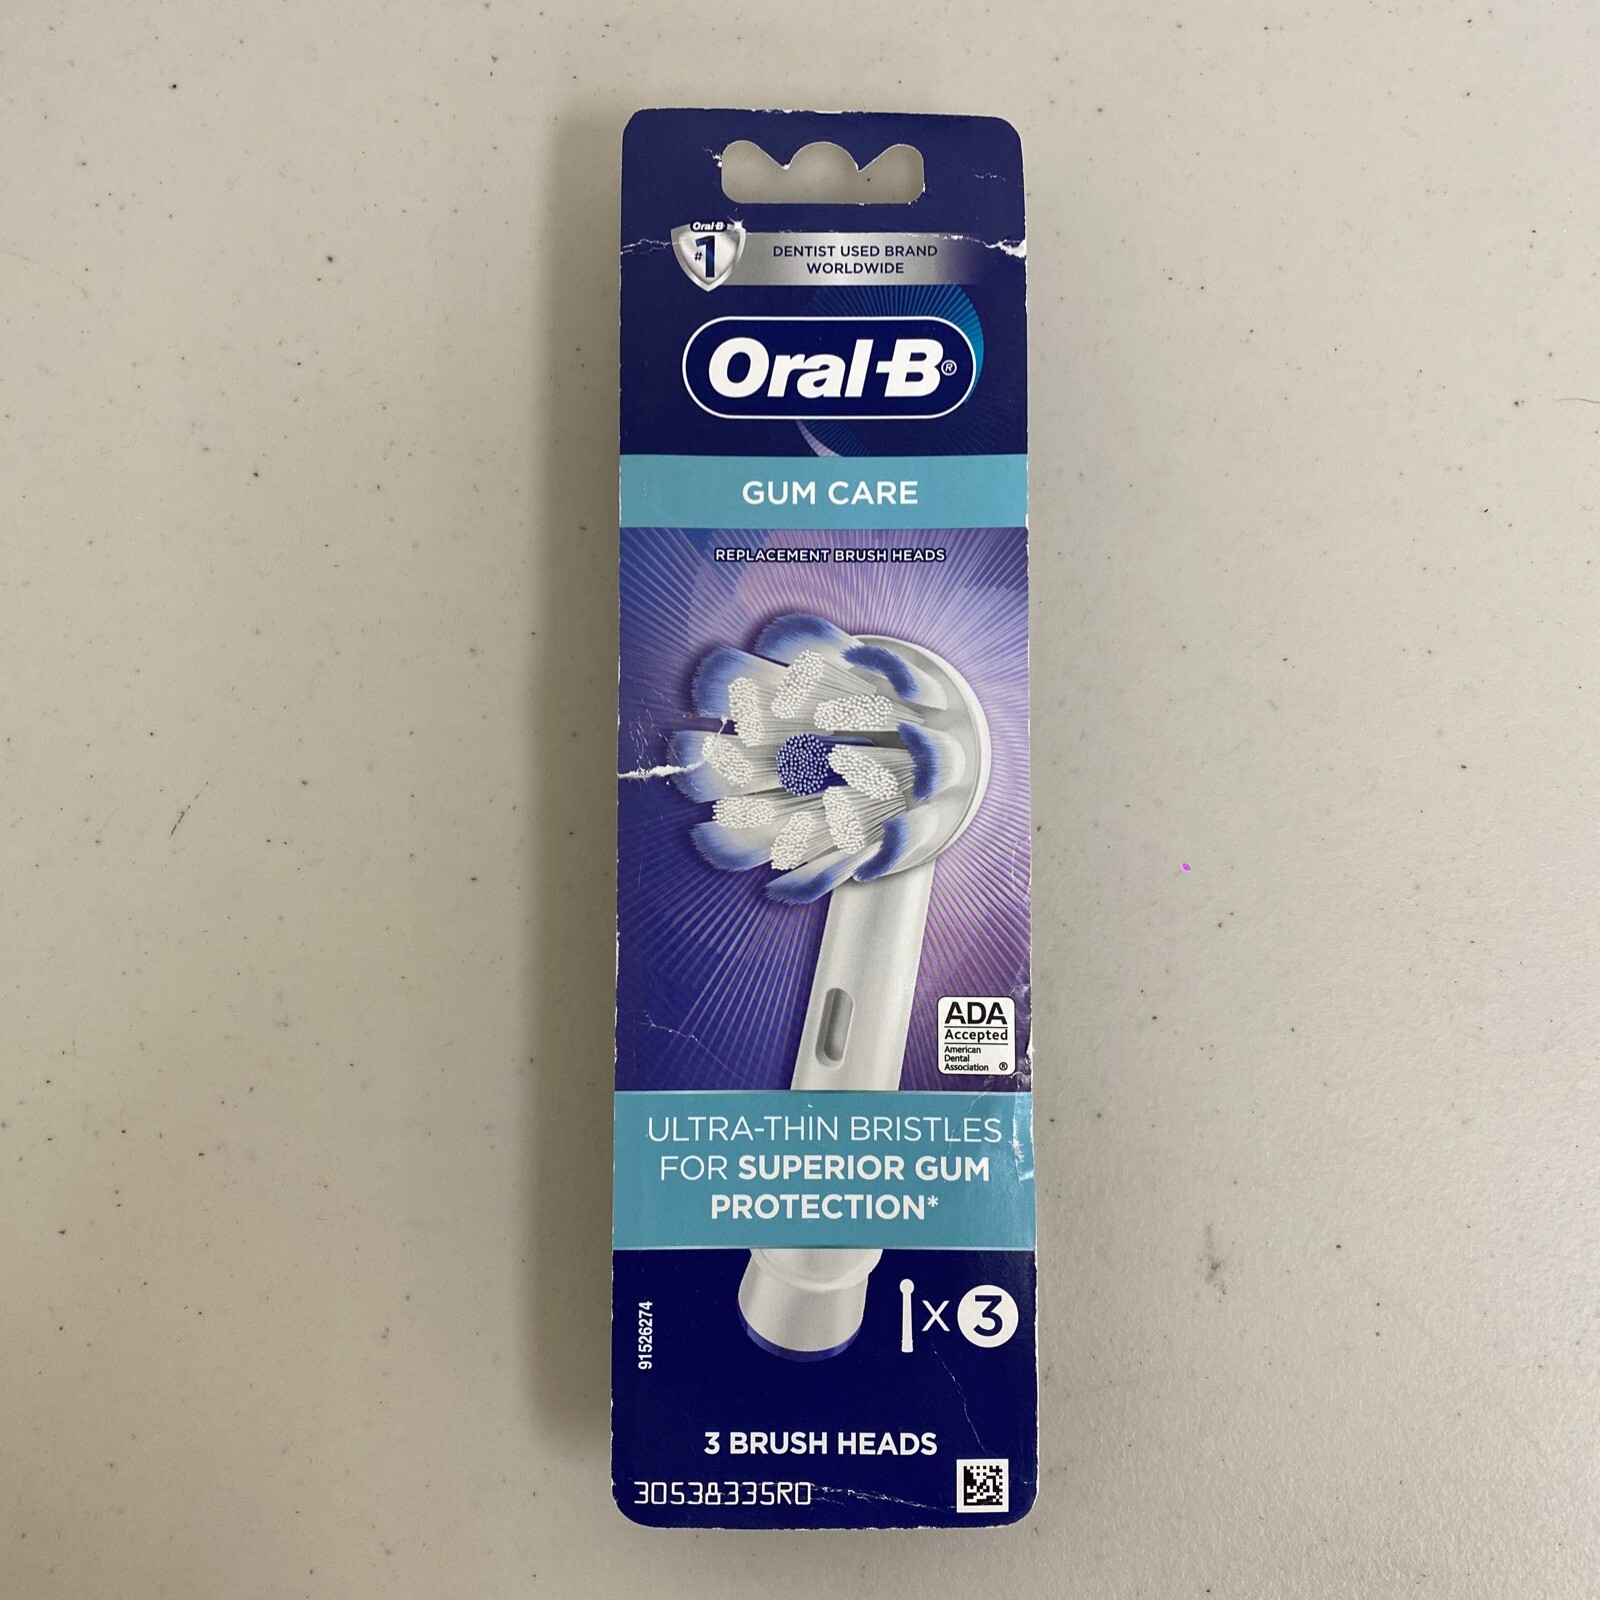 Oral-B
#1
DENTIST USED BRAND
WORLDWIDE
Oral-B®
GUM CARE
REPLACEMENT BRUSH HEADS
ADA
Accepted
American
Dental
Association ®
ULTRA-THIN BRISTLES
FOR SUPERIOR GUM
PROTECTION*
X 3
91526274
3 BRUSH HEADS
30538335RO